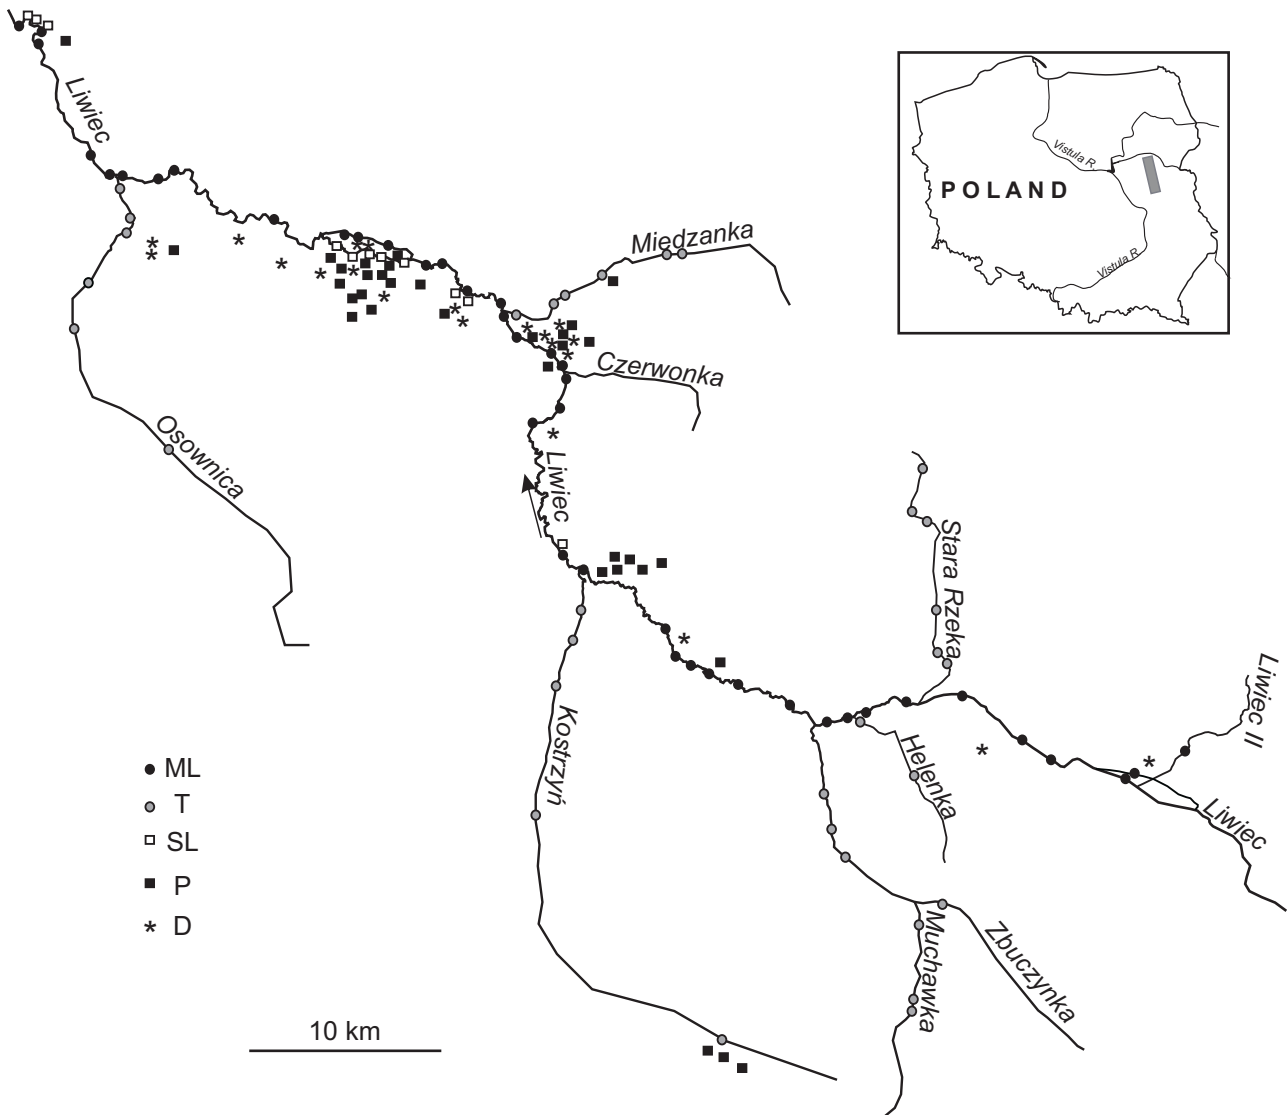 Liwiec
Vistula R.
POLAND
Vistula R.
Miedzanka
Czerwonka
Osownica
Liwiec
Stara Rzeka
Liwiec II
Kostrzyń
Helenka
Liwiec
ML
T
SL
P
D
Muchawka
Zbuczynka
10 km